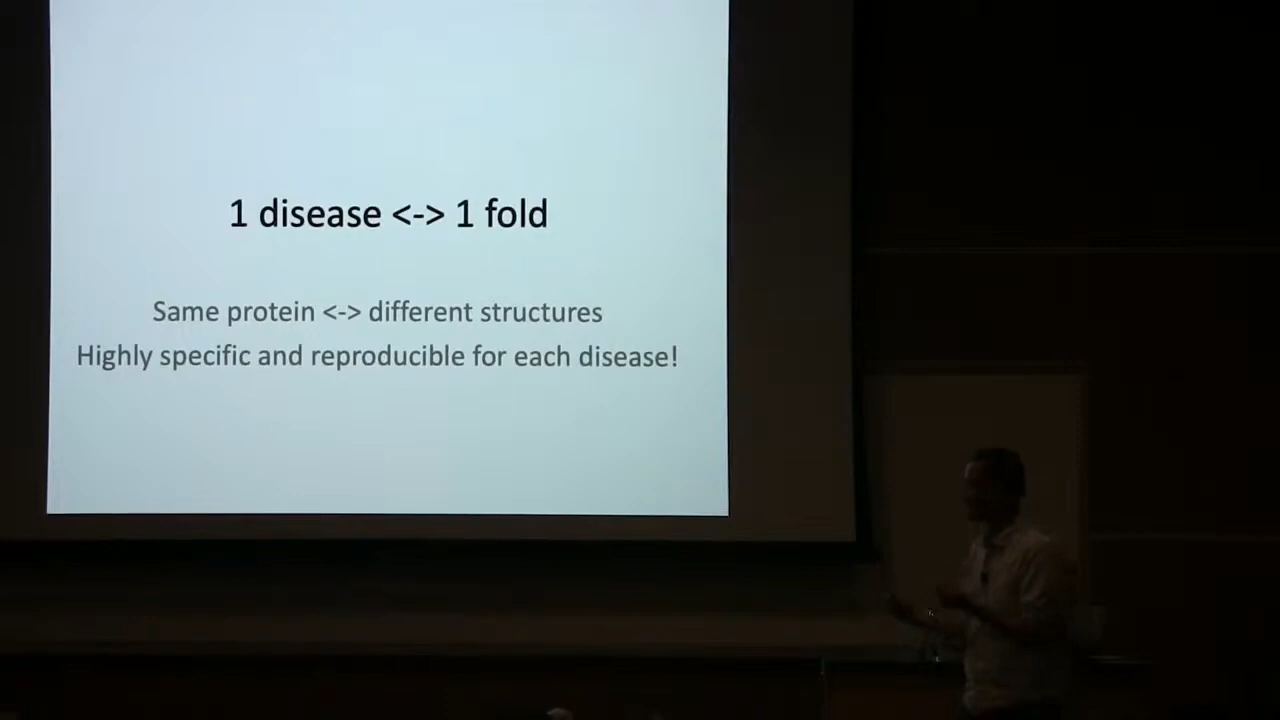 1 disease <-> 1 fold
Same protein <-> different structures
Highly specific and reproducible for each disease!